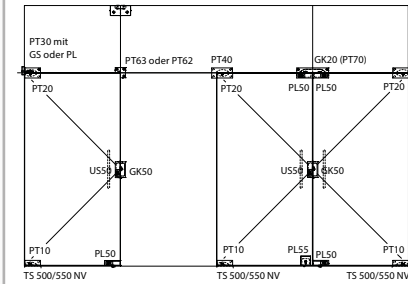 PT30 mit
GS oder PL
PT63 oder PT62
PT40
GK20 (PT70)
PT20
PT20
PL50
PL50
PT20
US50
GK50
US50
GK50
PT10
PL50
PT10
PL55
PL50
PT10
TS 500/550 NV
TS 500/550 NV
TS 500/550 NV